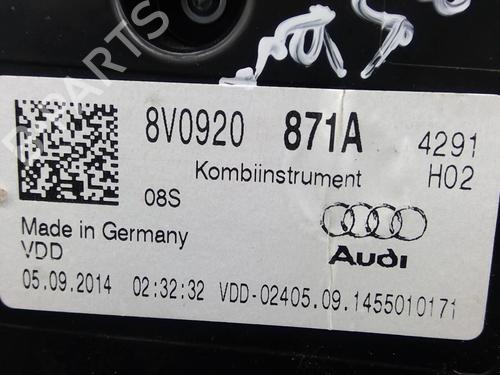 B-PARTS
8V0920 871A 4291
Kombiinstrument H02
08S
Made in Germany
VDD
Audi
05.09.2014 02:32:32 VDD-02405.09.1455010171